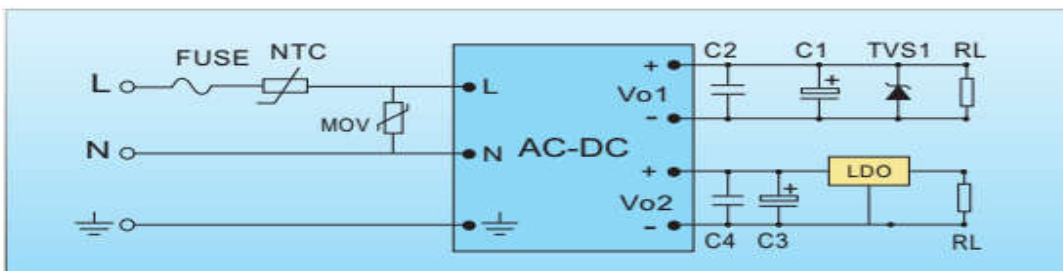 C2 C1 TVS1 RL
FUSE NTC
L L + Vo1 -
MOV
N N AC-DC
+ Vo2 -
LDO
C4 C3 RL